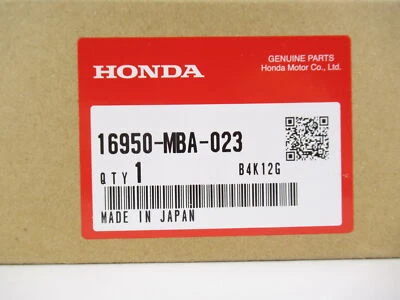 GENUINE PARTS
HONDA
Honda Motor Co., Ltd.
16950-MBA-023
QTY 1
B4K12G
MADE IN JAPAN